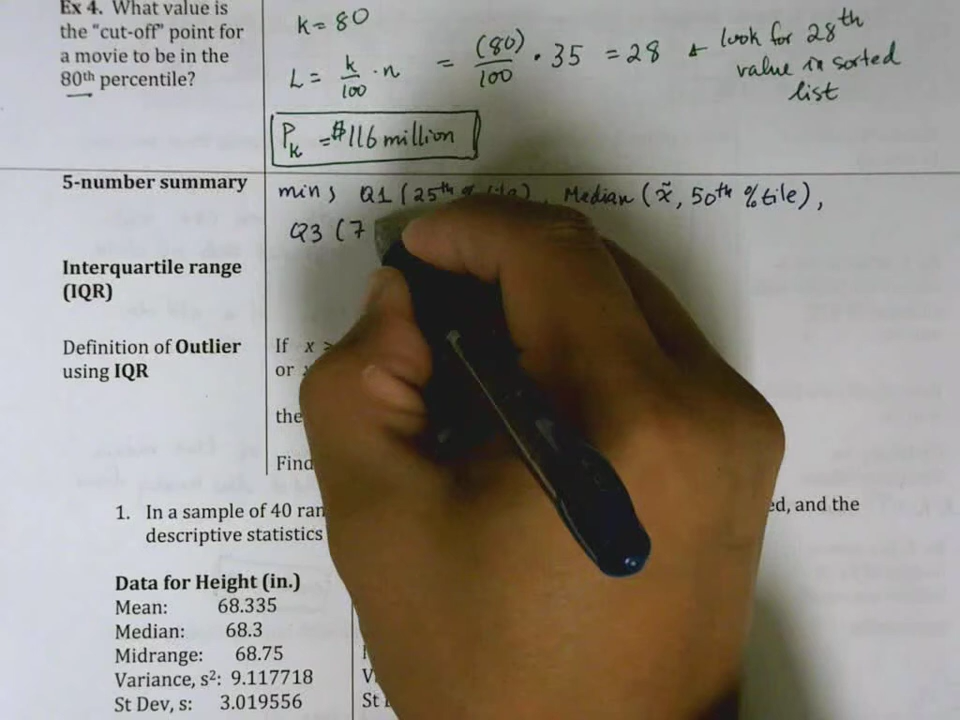 Ex 4. What value is
the “cut-off” point for
a movie to be in the
80th percentile?
k = 80
L = k/100 · n = (80)/100 · 35 = 28 ← look for 28th
value in sorted
list
Pk = $116 million
5-number summary
min, Q1 (25th %tile), Median (x̃, 50th %tile),
Q3 (7
Interquartile range
(IQR)
Definition of Outlier
using IQR
If x
or
the
Find
1. In a sample of 40 ran ed, and the
descriptive statistics
Data for Height (in.)
Mean: 68.335
Median: 68.3
Midrange: 68.75
Variance, s²: 9.117718
St Dev, s: 3.019556
St